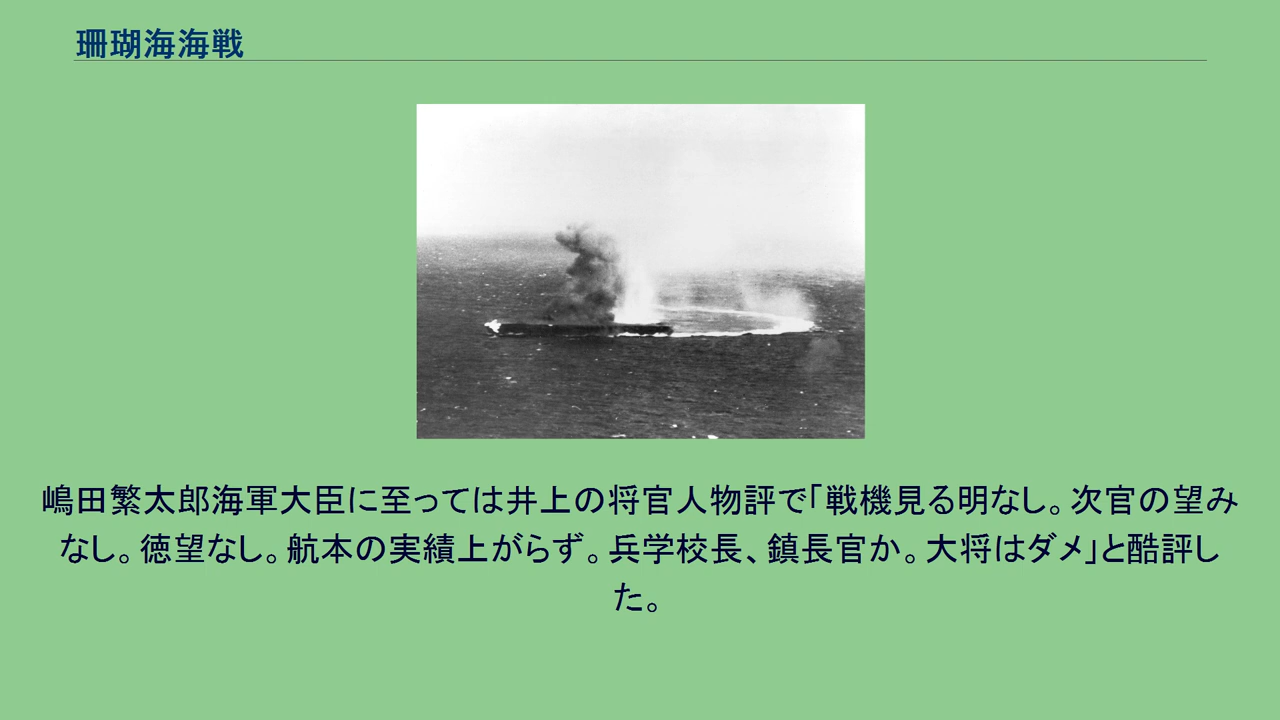 珊瑚海海戦
嶋田繁太郎海軍大臣に至っては井上の将官人物評で「戦機見る明なし。次官の望み
なし。徳望なし。航本の実績上がらず。兵学校長、鎮長官か。大将はダメ」と酷評し
た。